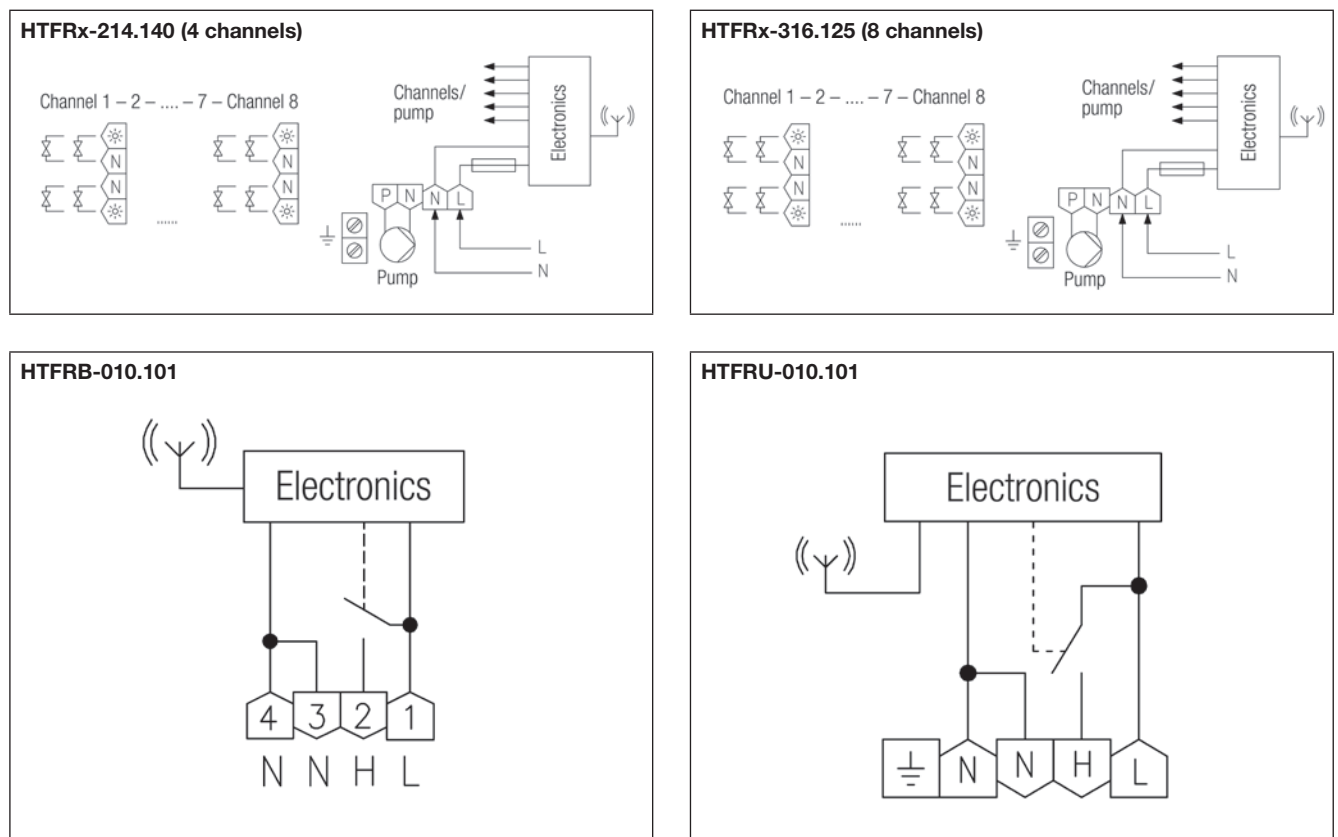 HTFRx-214.140 (4 channels)
Channel 1 – 2 – .... – 7 – Channel 8
Channels/
pump
Electronics
N
N
N
N
......
P N N L
L
N
Pump
HTFRx-316.125 (8 channels)
Channel 1 – 2 – .... – 7 – Channel 8
Channels/
pump
Electronics
N
N
N
N
......
P N N L
L
N
Pump
HTFRB-010.101
Electronics
4 3 2 1
N N H L
HTFRU-010.101
Electronics
N N H L